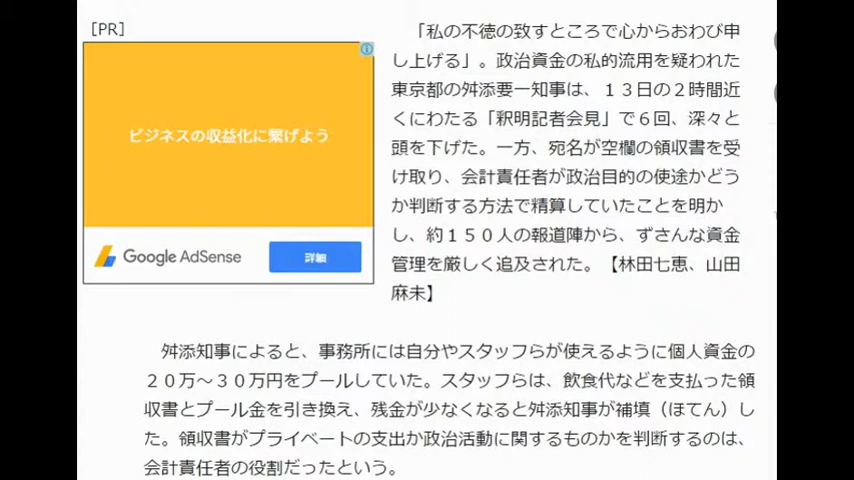 ［PR］
ビジネスの収益化に繋げよう
Google AdSense
詳細
「私の不徳の致すところで心からおわび申
し上げる」。政治資金の私的流用を疑われた
東京都の舛添要一知事は、１３日の２時間近
くにわたる「釈明記者会見」で６回、深々と
頭を下げた。一方、宛名が空欄の領収書を受
け取り、会計責任者が政治目的の使途かどう
か判断する方法で精算していたことを明か
し、約１５０人の報道陣から、ずさんな資金
管理を厳しく追及された。【林田七恵、山田
麻未】
舛添知事によると、事務所には自分やスタッフらが使えるように個人資金の
２０万～３０万円をプールしていた。スタッフらは、飲食代などを支払った領
収書とプール金を引き換え、残金が少なくなると舛添知事が補填（ほてん）し
た。領収書がプライベートの支出か政治活動に関するものかを判断するのは、
会計責任者の役割だったという。